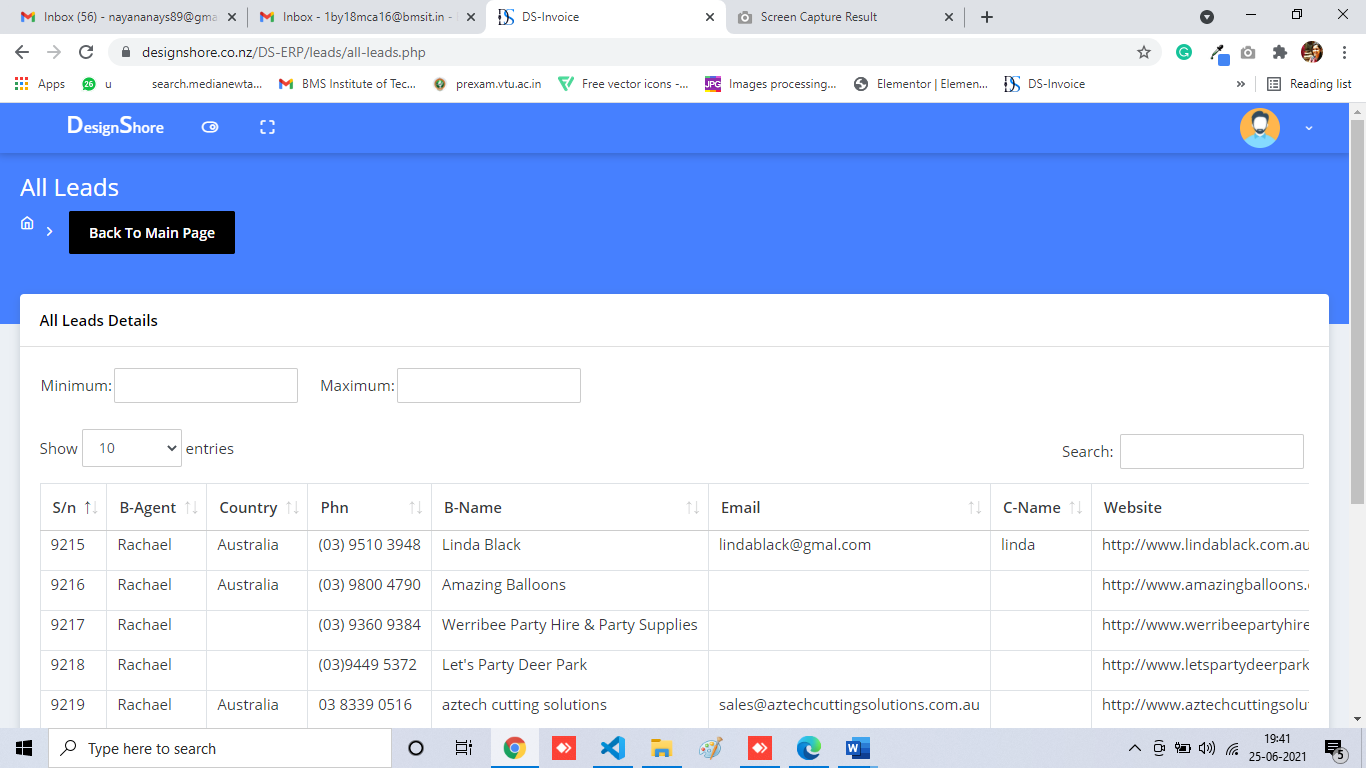 Inbox (56) - nayananays89@gma
Inbox - 1by18mca16@bmsit.in -
DS-Invoice
Screen Capture Result
designshore.co.nz/DS-ERP/leads/all-leads.php
Apps
26 u
search.medianewta...
BMS Institute of Tec...
prexam.vtu.ac.in
Free vector icons -...
JPG Images processing...
Elementor | Elemen...
DS DS-Invoice
»
Reading list
DesignShore
All Leads
Back To Main Page
All Leads Details
Minimum: Maximum:
Show 10 entries
Search:
S/n B-Agent Country Phn B-Name Email C-Name Website
9215 Rachael Australia (03) 9510 3948 Linda Black lindablack@gmal.com linda http://www.lindablack.com.au
9216 Rachael Australia (03) 9800 4790 Amazing Balloons http://www.amazingballoons.
9217 Rachael (03) 9360 9384 Werribee Party Hire & Party Supplies http://www.werribeepartyhire
9218 Rachael (03)9449 5372 Let's Party Deer Park http://www.letspartydeerpark
9219 Rachael Australia 03 8339 0516 aztech cutting solutions sales@aztechcuttingsolutions.com.au http://www.aztechcuttingsolut
Type here to search
19:41
25-06-2021
5